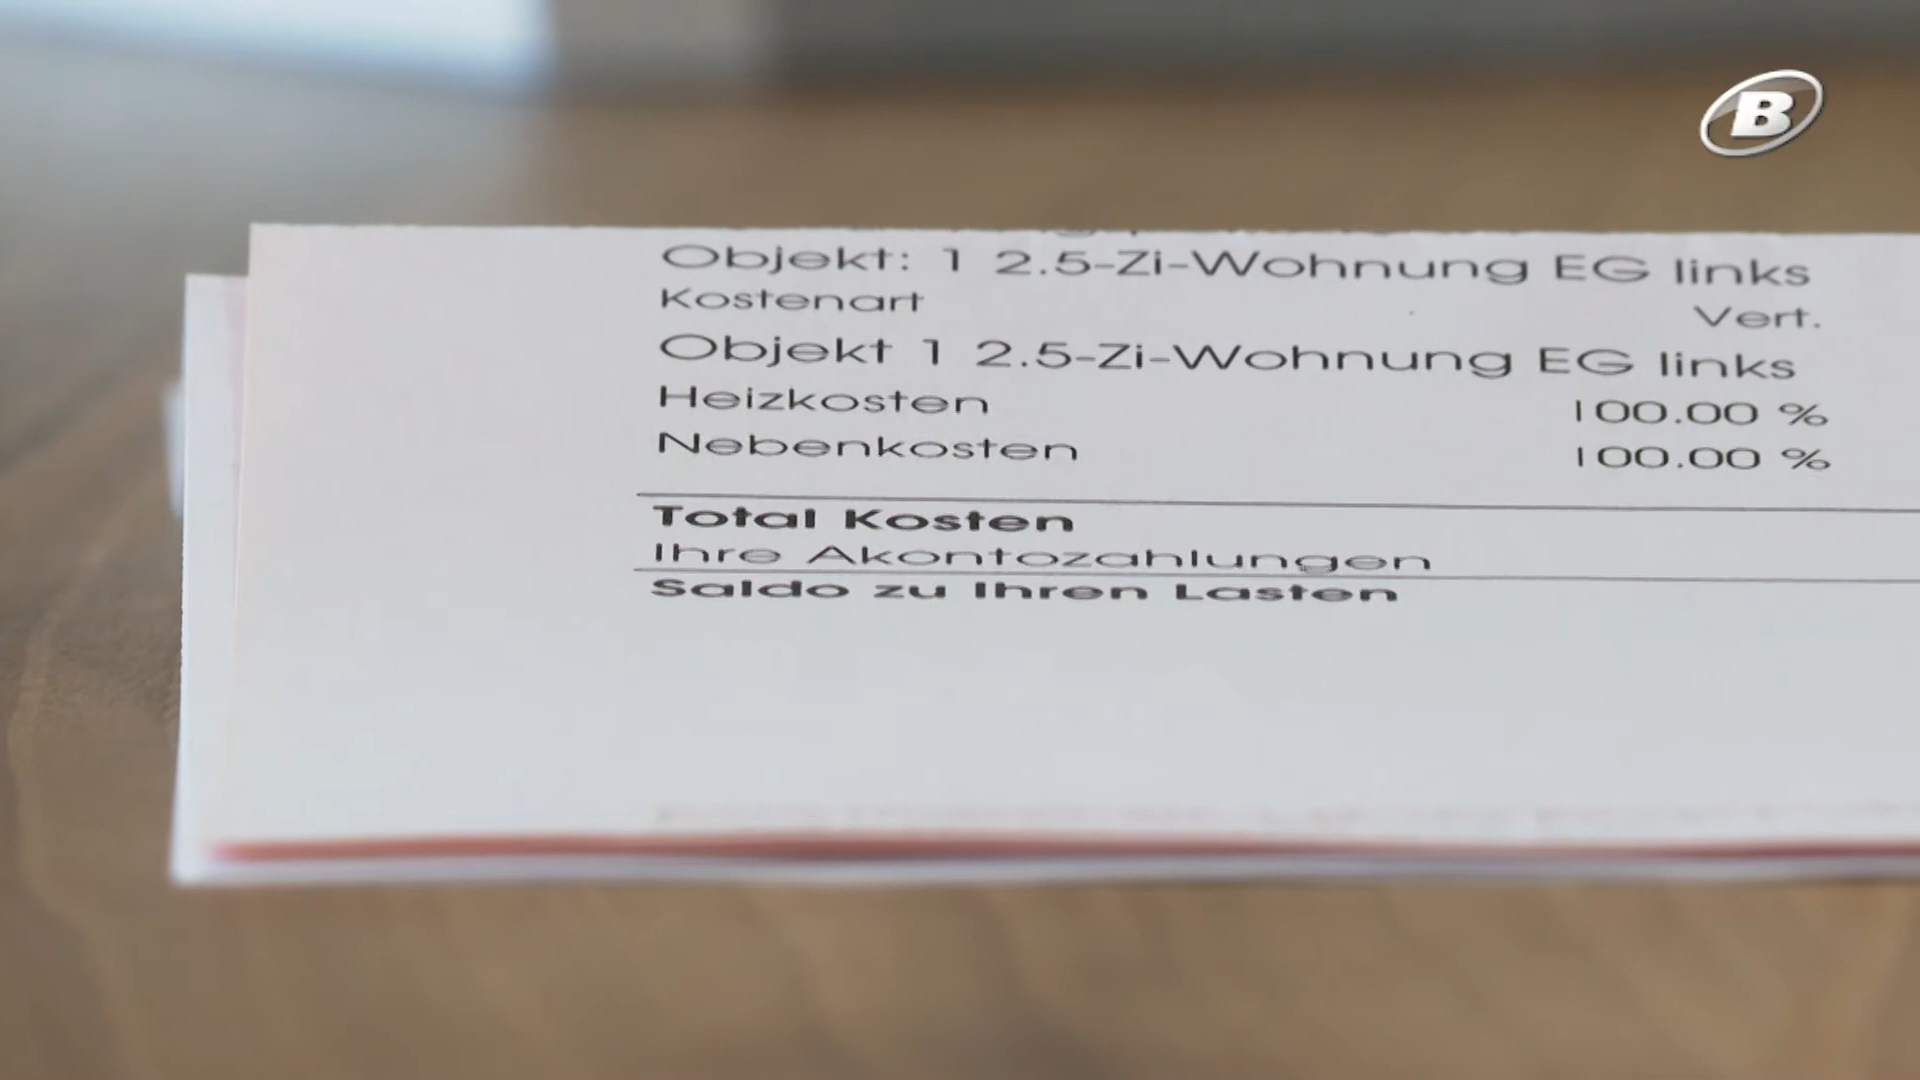 B
Objekt: 1 2.5-Zi-Wohnung EG links
Kostenart Vert.
Objekt 1 2.5-Zi-Wohnung EG links
Heizkosten 100.00 %
Nebenkosten 100.00 %
Total Kosten
Ihre Akontozahlungen
Saldo zu Ihren Lasten